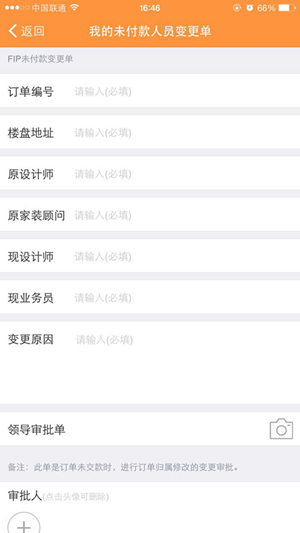 中国联通 16:46 66%
返回 我的未付款人员变更单
FIP未付款变更单
订单编号 请输入(必填)
楼盘地址 请输入(必填)
原设计师 请输入(必填)
原家装顾问 请输入(必填)
现设计师 请输入(必填)
现业务员 请输入(必填)
变更原因 请输入(必填)
领导审批单
备注：此单是订单未交款时，进行订单归属修改的变更审批。
审批人(点击头像可删除)